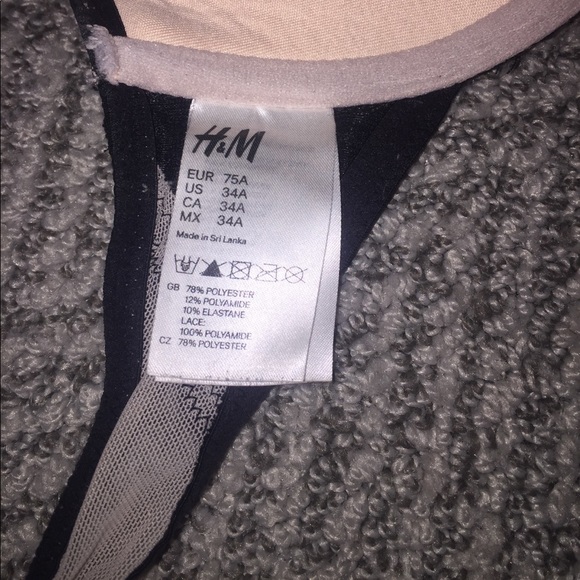 H&M
EUR 75A
US 34A
CA 34A
MX 34A
Made in Sri Lanka
GB 78% POLYESTER
12% POLYAMIDE
10% ELASTANE
LACE:
100% POLYAMIDE
CZ 78% POLYESTER